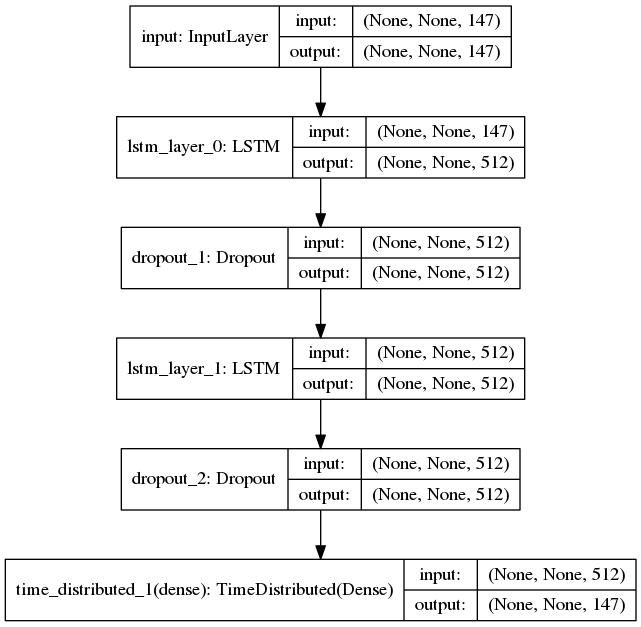 input: InputLayer
input: (None, None, 147)
output: (None, None, 147)
lstm_layer_0: LSTM
input: (None, None, 147)
output: (None, None, 512)
dropout_1: Dropout
input: (None, None, 512)
output: (None, None, 512)
lstm_layer_1: LSTM
input: (None, None, 512)
output: (None, None, 512)
dropout_2: Dropout
input: (None, None, 512)
output: (None, None, 512)
time_distributed_1(dense): TimeDistributed(Dense)
input: (None, None, 512)
output: (None, None, 147)